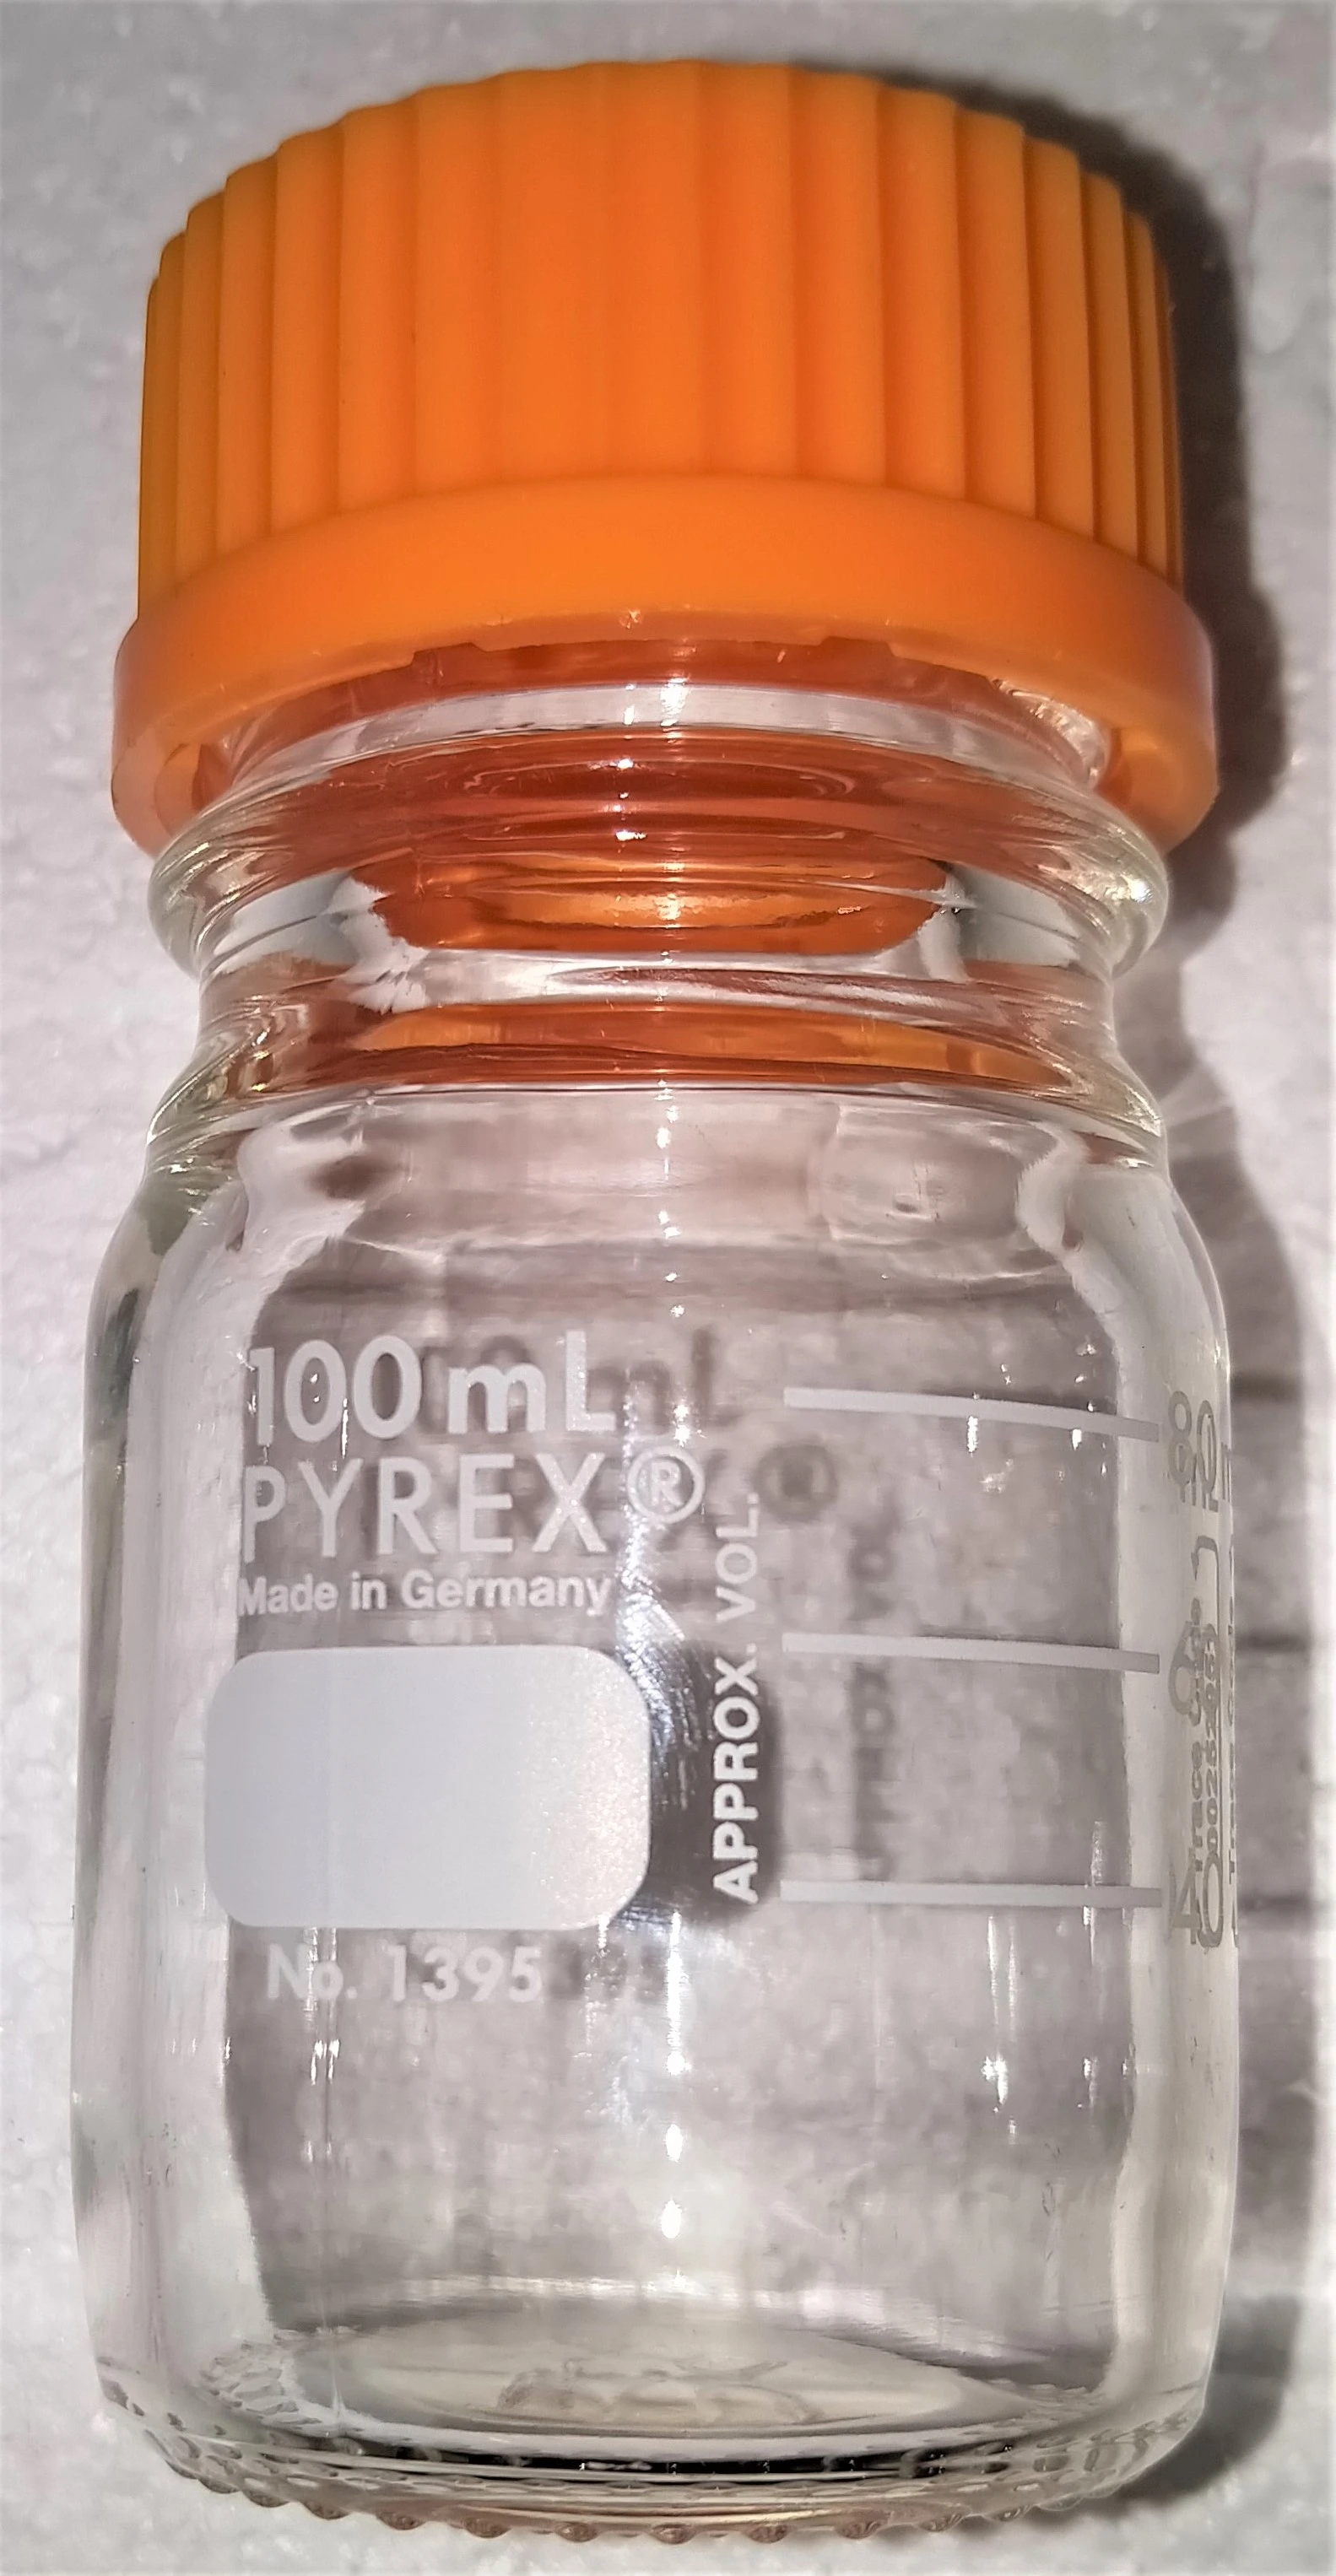 100 mL
PYREX®
Made in Germany
No. 1395
APPROX. VOL.
80
60
40